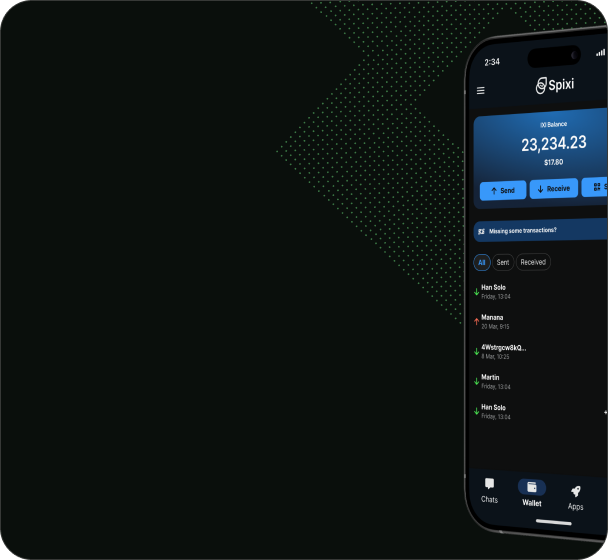 2:34
Spixi
IXI Balance
23,234.23
$17.80
Send
Receive
Missing some transactions?
All
Sent
Received
Han Solo
Friday, 13:04
Manana
20 Mar, 9:15
4Wstrgcw8kQ...
8 Mar, 10:25
Martin
Friday, 13:04
Han Solo
Friday, 13:04
Chats
Wallet
Apps